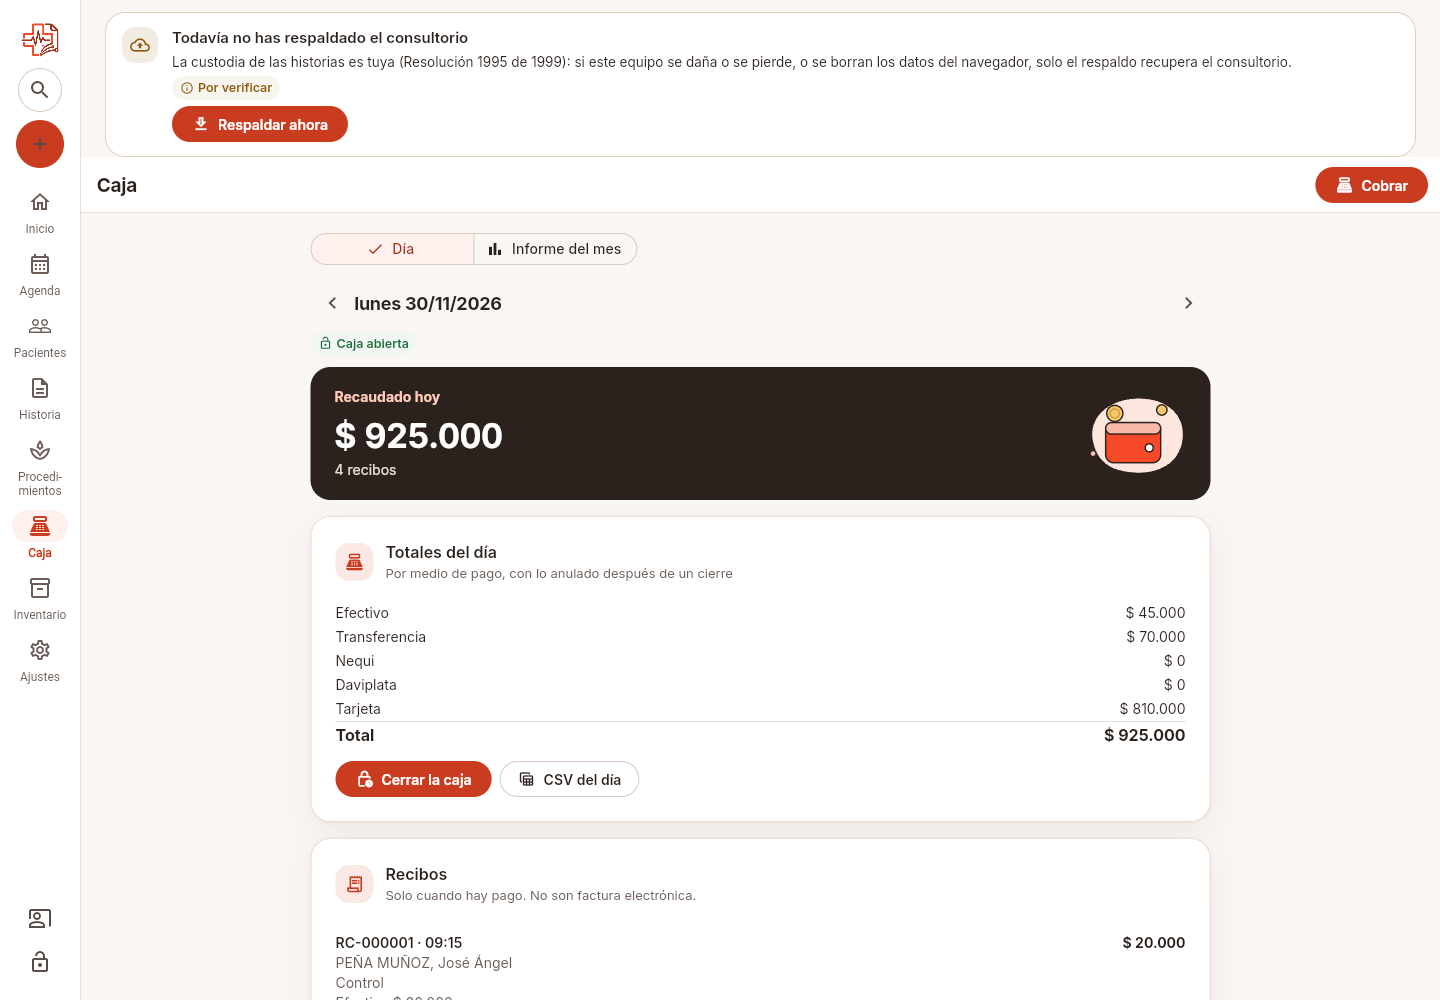 Todavía no has respaldado el consultorio
La custodia de las historias es tuya (Resolución 1995 de 1999): si este equipo se daña o se pierde, o se borran los datos del navegador, solo el respaldo recupera el consultorio.
Por verificar
Respaldar ahora
Caja
Cobrar
Inicio
Agenda
Pacientes
Historia
Procedi-
mientos
Caja
Inventario
Ajustes
Día
Informe del mes
lunes 30/11/2026
Caja abierta
Recaudado hoy
$ 925.000
4 recibos
Totales del día
Por medio de pago, con lo anulado después de un cierre
Efectivo $ 45.000
Transferencia $ 70.000
Nequi $ 0
Daviplata $ 0
Tarjeta $ 810.000
Total $ 925.000
Cerrar la caja
CSV del día
Recibos
Solo cuando hay pago. No son factura electrónica.
RC-000001 · 09:15 $ 20.000
PEÑA MUÑOZ, José Ángel
Control